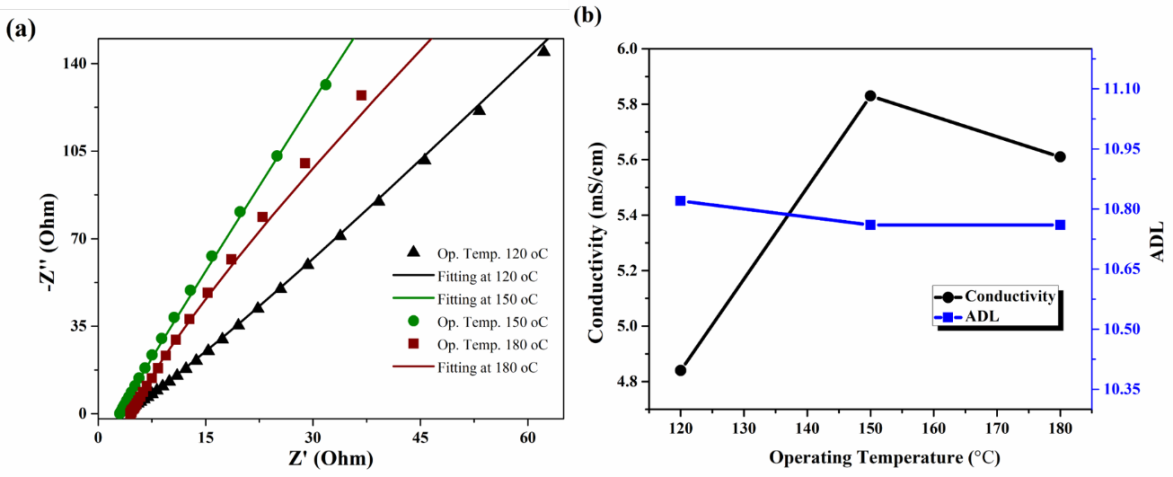 (a)
-Z'' (Ohm)
140
105
70
35
0
0
15
30
45
60
Z' (Ohm)
Op. Temp. 120 oC
Fitting at 120 oC
Fitting at 150 oC
Op. Temp. 150 oC
Op. Temp. 180 oC
Fitting at 180 oC
(b)
Conductivity (mS/cm)
6.0
5.8
5.6
5.4
5.2
5.0
4.8
120
130
140
150
160
170
180
Operating Temperature (°C)
Conductivity
ADL
11.10
10.95
10.80
10.65
10.50
10.35
ADL